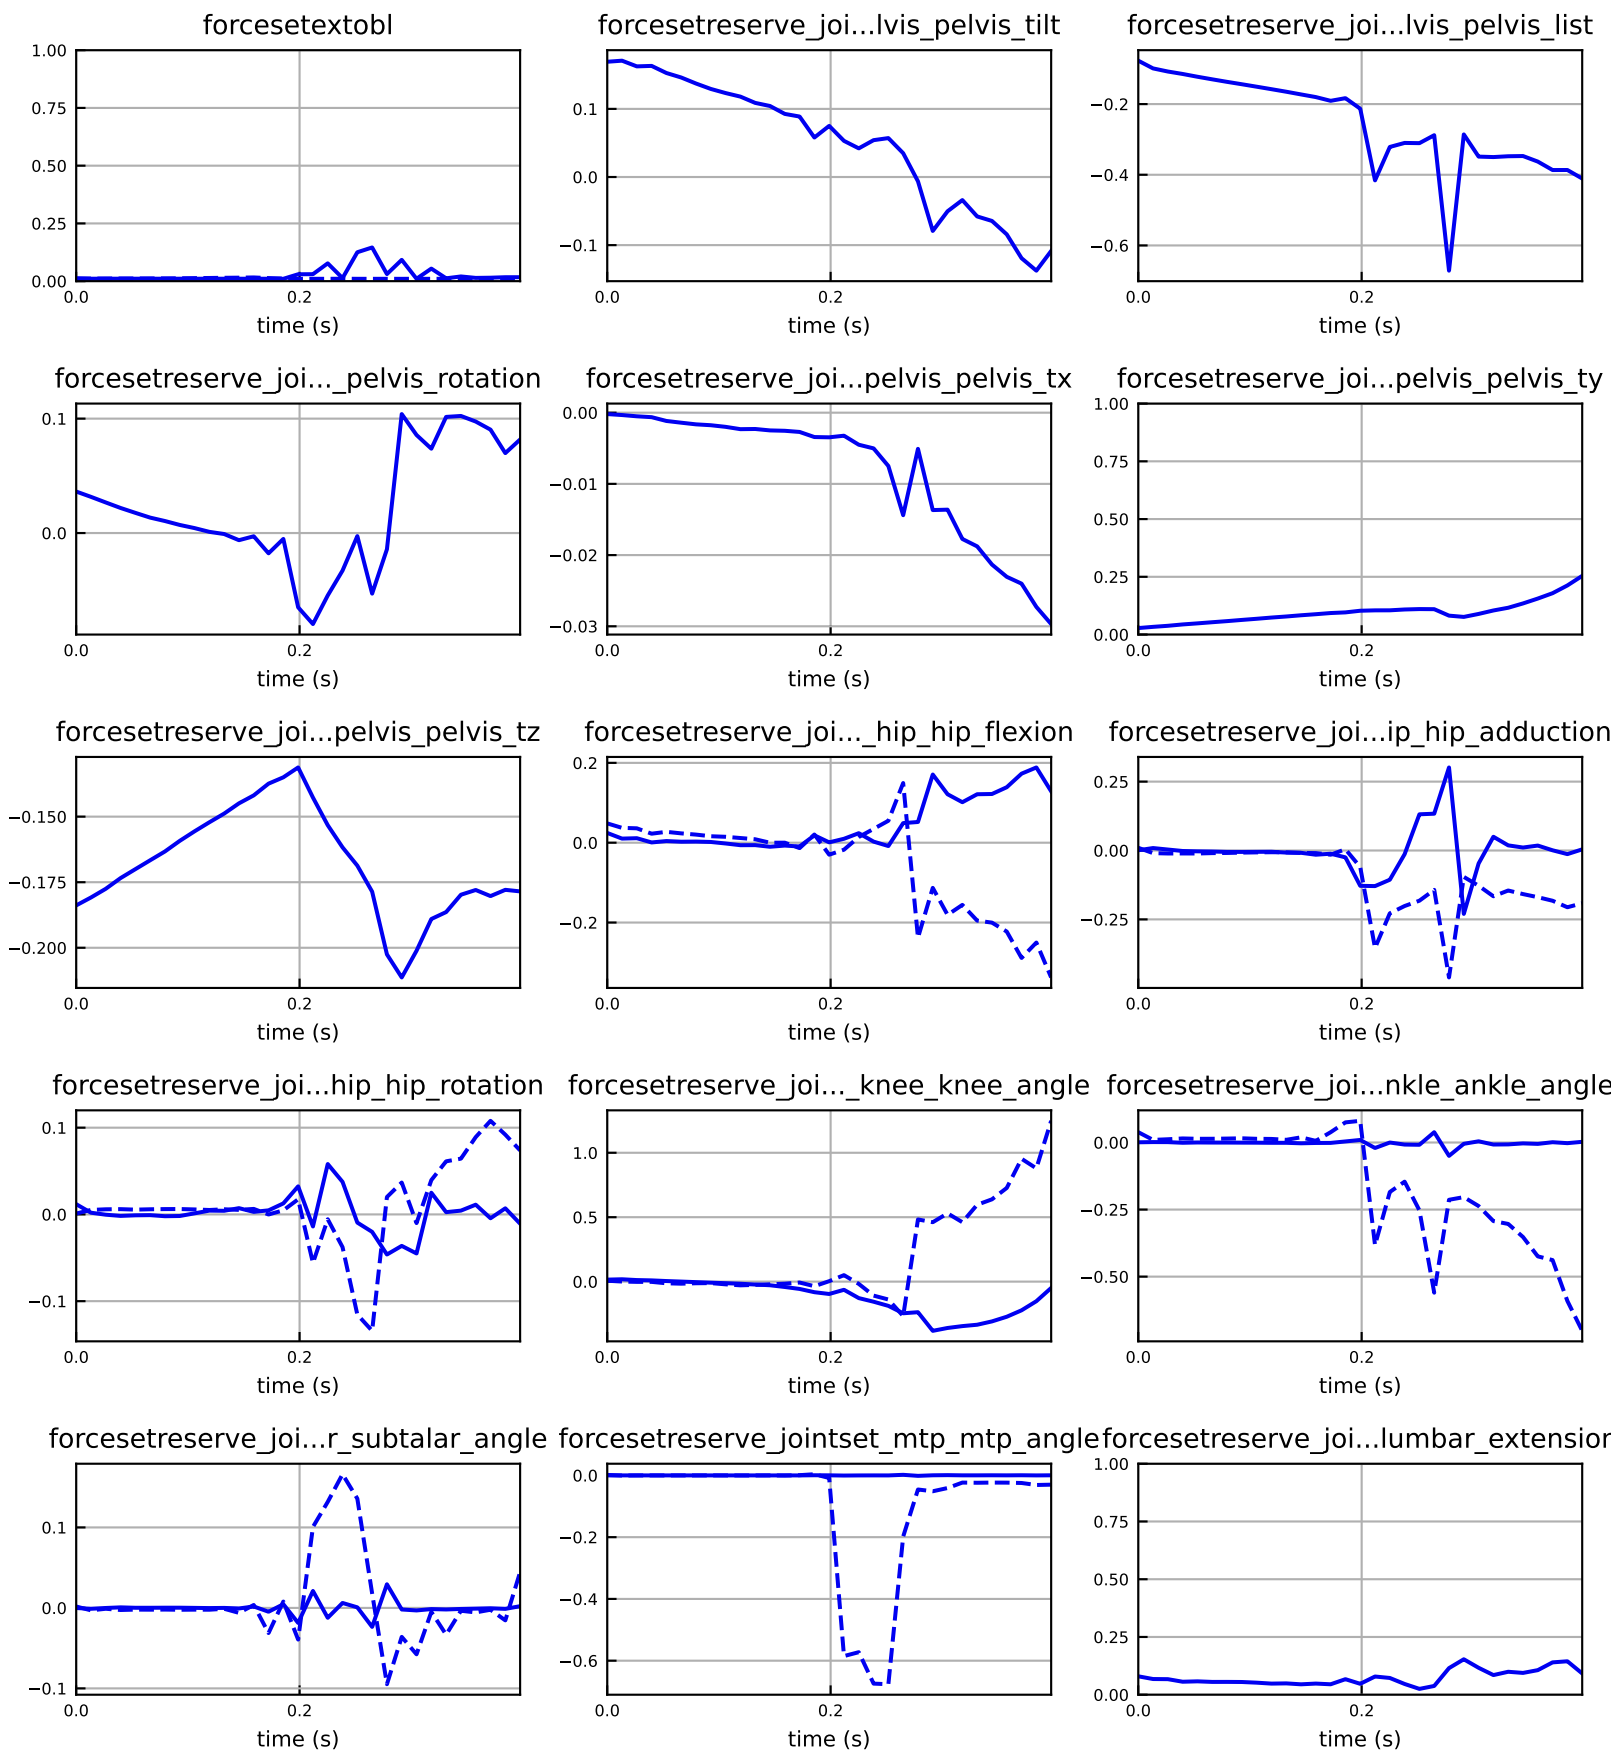 forcesetextobl
1.00
0.75
0.50
0.25
0.00
0.0
0.2
time (s)
forcesetreserve_joi...lvis_pelvis_tilt
0.1
0.0
−0.1
0.0
0.2
time (s)
forcesetreserve_joi...lvis_pelvis_list
−0.2
−0.4
−0.6
0.0
0.2
time (s)
forcesetreserve_joi..._pelvis_rotation
0.1
0.0
0.0
0.2
time (s)
forcesetreserve_joi...pelvis_pelvis_tx
0.00
−0.01
−0.02
−0.03
0.0
0.2
time (s)
forcesetreserve_joi...pelvis_pelvis_ty
1.00
0.75
0.50
0.25
0.00
0.0
0.2
time (s)
forcesetreserve_joi...pelvis_pelvis_tz
−0.150
−0.175
−0.200
0.0
0.2
time (s)
forcesetreserve_joi..._hip_hip_flexion
0.2
0.0
−0.2
0.0
0.2
time (s)
forcesetreserve_joi...ip_hip_adduction
0.25
0.00
−0.25
0.0
0.2
time (s)
forcesetreserve_joi...hip_hip_rotation
0.1
0.0
−0.1
0.0
0.2
time (s)
forcesetreserve_joi..._knee_knee_angle
1.0
0.5
0.0
0.0
0.2
time (s)
forcesetreserve_joi...nkle_ankle_angle
0.00
−0.25
−0.50
0.0
0.2
time (s)
forcesetreserve_joi...r_subtalar_angle
0.1
0.0
−0.1
0.0
0.2
time (s)
forcesetreserve_jointset_mtp_mtp_angle
0.0
−0.2
−0.4
−0.6
0.0
0.2
time (s)
forcesetreserve_joi...lumbar_extension
1.00
0.75
0.50
0.25
0.00
0.0
0.2
time (s)